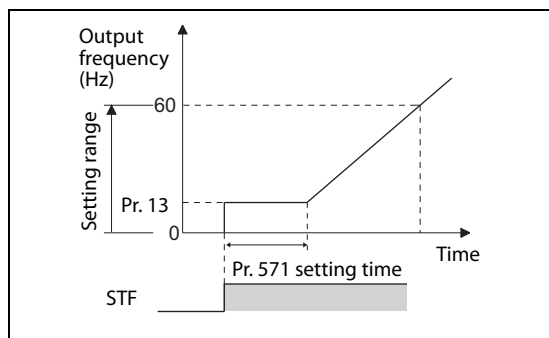 Output
frequency
(Hz)
Setting range
60
Pr. 13
0
Time
Pr. 571 setting time
STF